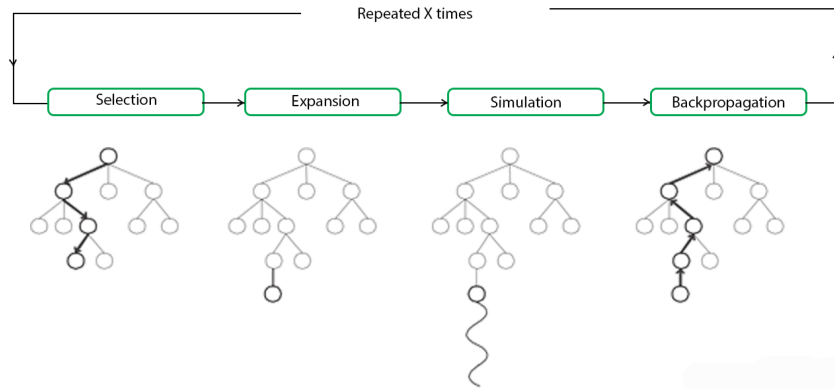 Repeated X times
Selection
Expansion
Simulation
Backpropagation